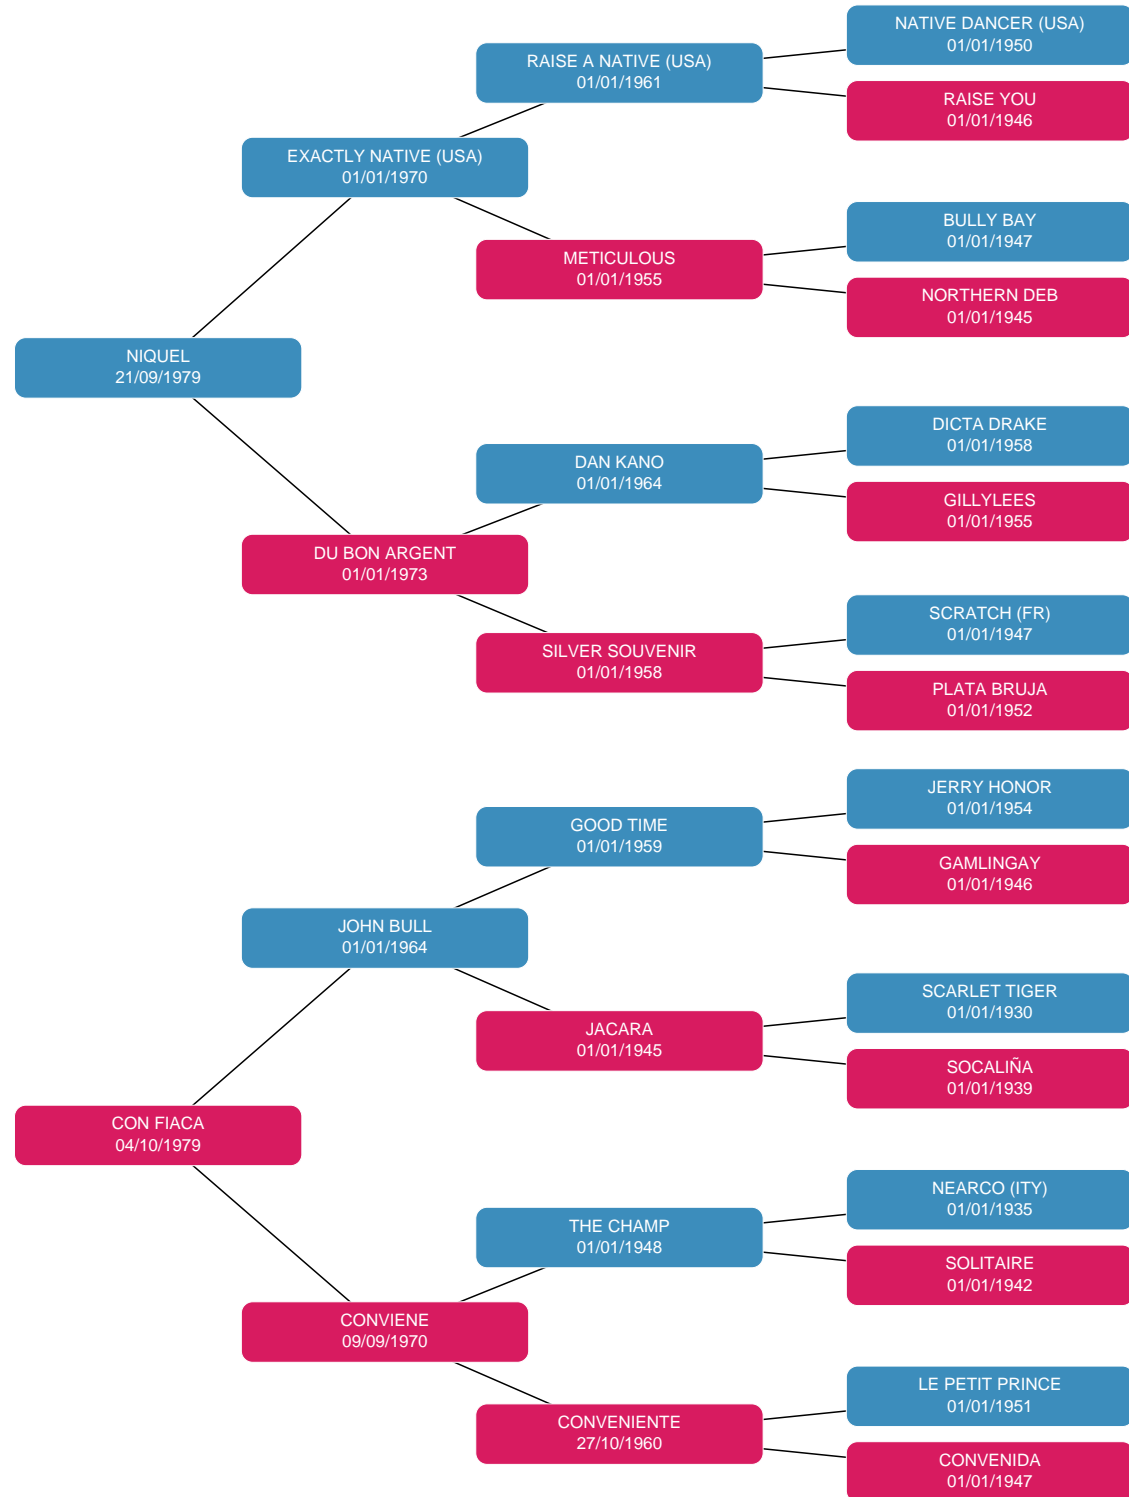 NATIVE DANCER (USA)
01/01/1950
RAISE A NATIVE (USA)
01/01/1961
RAISE YOU
01/01/1946
EXACTLY NATIVE (USA)
01/01/1970
BULLY BAY
01/01/1947
METICULOUS
01/01/1955
NORTHERN DEB
01/01/1945
NIQUEL
21/09/1979
DICTA DRAKE
01/01/1958
DAN KANO
01/01/1964
GILLYLEES
01/01/1955
DU BON ARGENT
01/01/1973
SCRATCH (FR)
01/01/1947
SILVER SOUVENIR
01/01/1958
PLATA BRUJA
01/01/1952
JERRY HONOR
01/01/1954
GOOD TIME
01/01/1959
GAMLINGAY
01/01/1946
JOHN BULL
01/01/1964
SCARLET TIGER
01/01/1930
JACARA
01/01/1945
SOCALIÑA
01/01/1939
CON FIACA
04/10/1979
NEARCO (ITY)
01/01/1935
THE CHAMP
01/01/1948
SOLITAIRE
01/01/1942
CONVIENE
09/09/1970
LE PETIT PRINCE
01/01/1951
CONVENIENTE
27/10/1960
CONVENIDA
01/01/1947